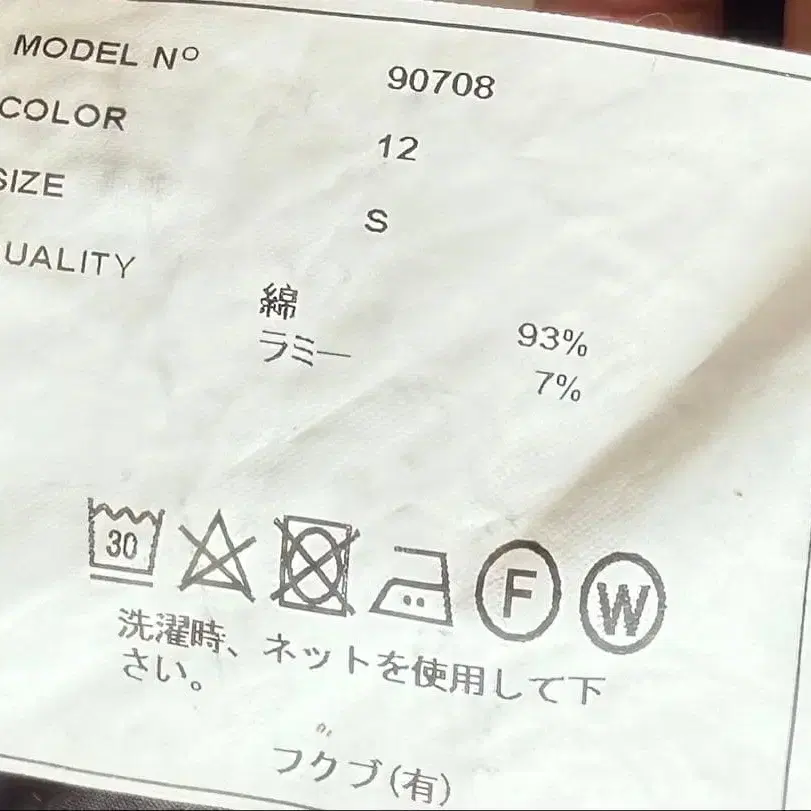 MODEL Nº 90708
COLOR 12
SIZE S
UALITY
綿 93%
ラミー 7%
30
F W
洗濯時、ネットを使用して下
さい。
フクブ(有)